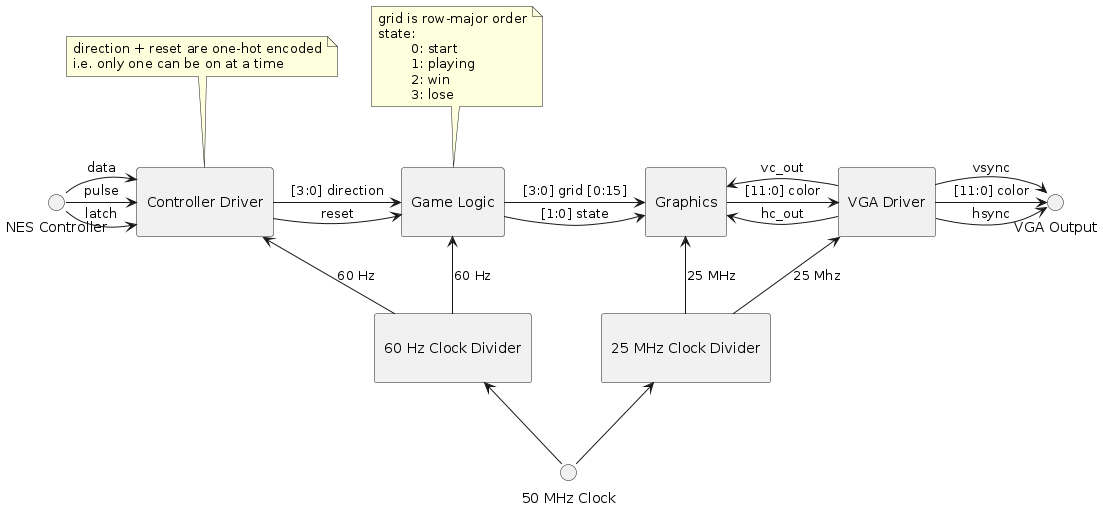 grid is row-major order
state:
0: start
1: playing
2: win
3: lose
direction + reset are one-hot encoded
i.e. only one can be on at a time
data
pulse
latch
NES Controller
Controller Driver
[3:0] direction
reset
Game Logic
[3:0] grid [0:15]
[1:0] state
Graphics
vc_out
[11:0] color
hc_out
VGA Driver
vsync
[11:0] color
hsync
VGA Output
60 Hz
60 Hz
25 MHz
25 Mhz
60 Hz Clock Divider
25 MHz Clock Divider
50 MHz Clock